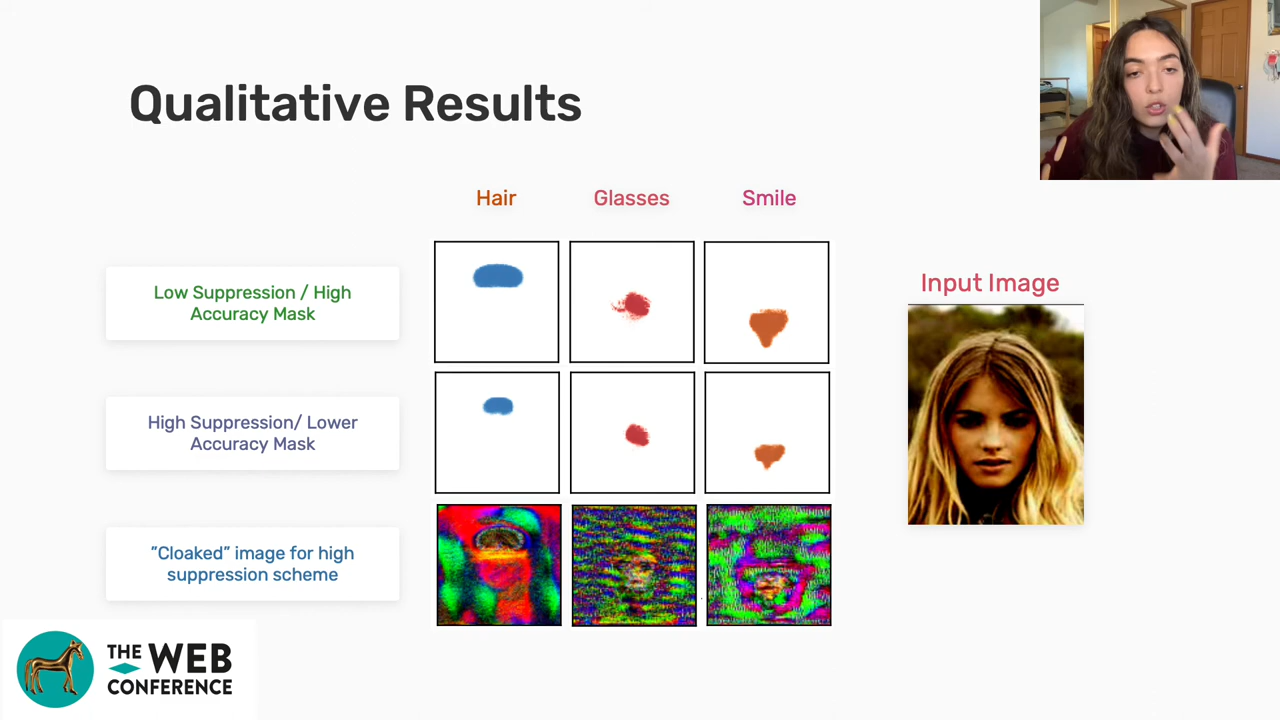 Qualitative Results
Hair
Glasses
Smile
Low Suppression / High
Accuracy Mask
Input Image
High Suppression/ Lower
Accuracy Mask
”Cloaked” image for high
suppression scheme
THE WEB
CONFERENCE